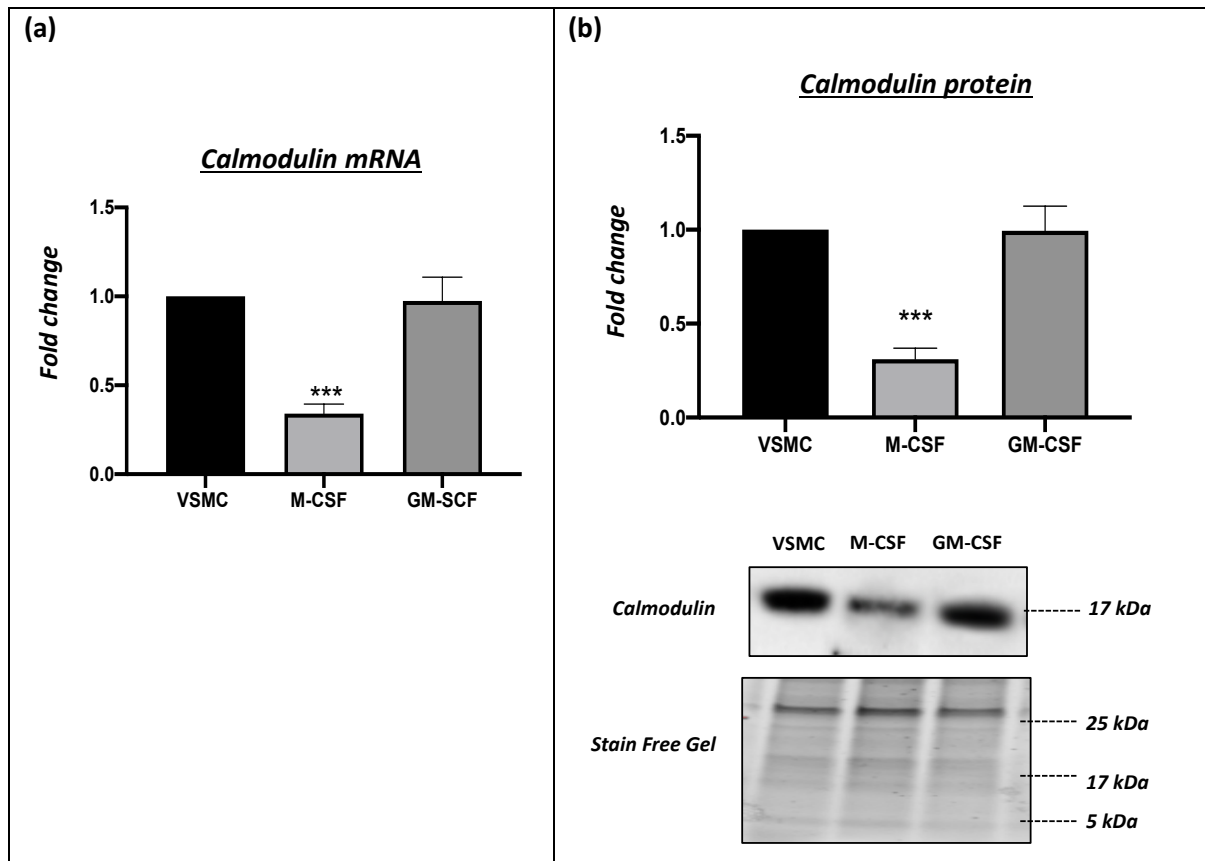 (a)
Calmodulin mRNA
Fold change
1.5
1.0
0.5
0.0
***
VSMC M-CSF GM-SCF
(b)
Calmodulin protein
Fold change
1.5
1.0
0.5
0.0
***
VSMC M-CSF GM-CSF
VSMC M-CSF GM-CSF
Calmodulin ------- 17 kDa
Stain Free Gel
------- 25 kDa
------- 17 kDa
------- 5 kDa